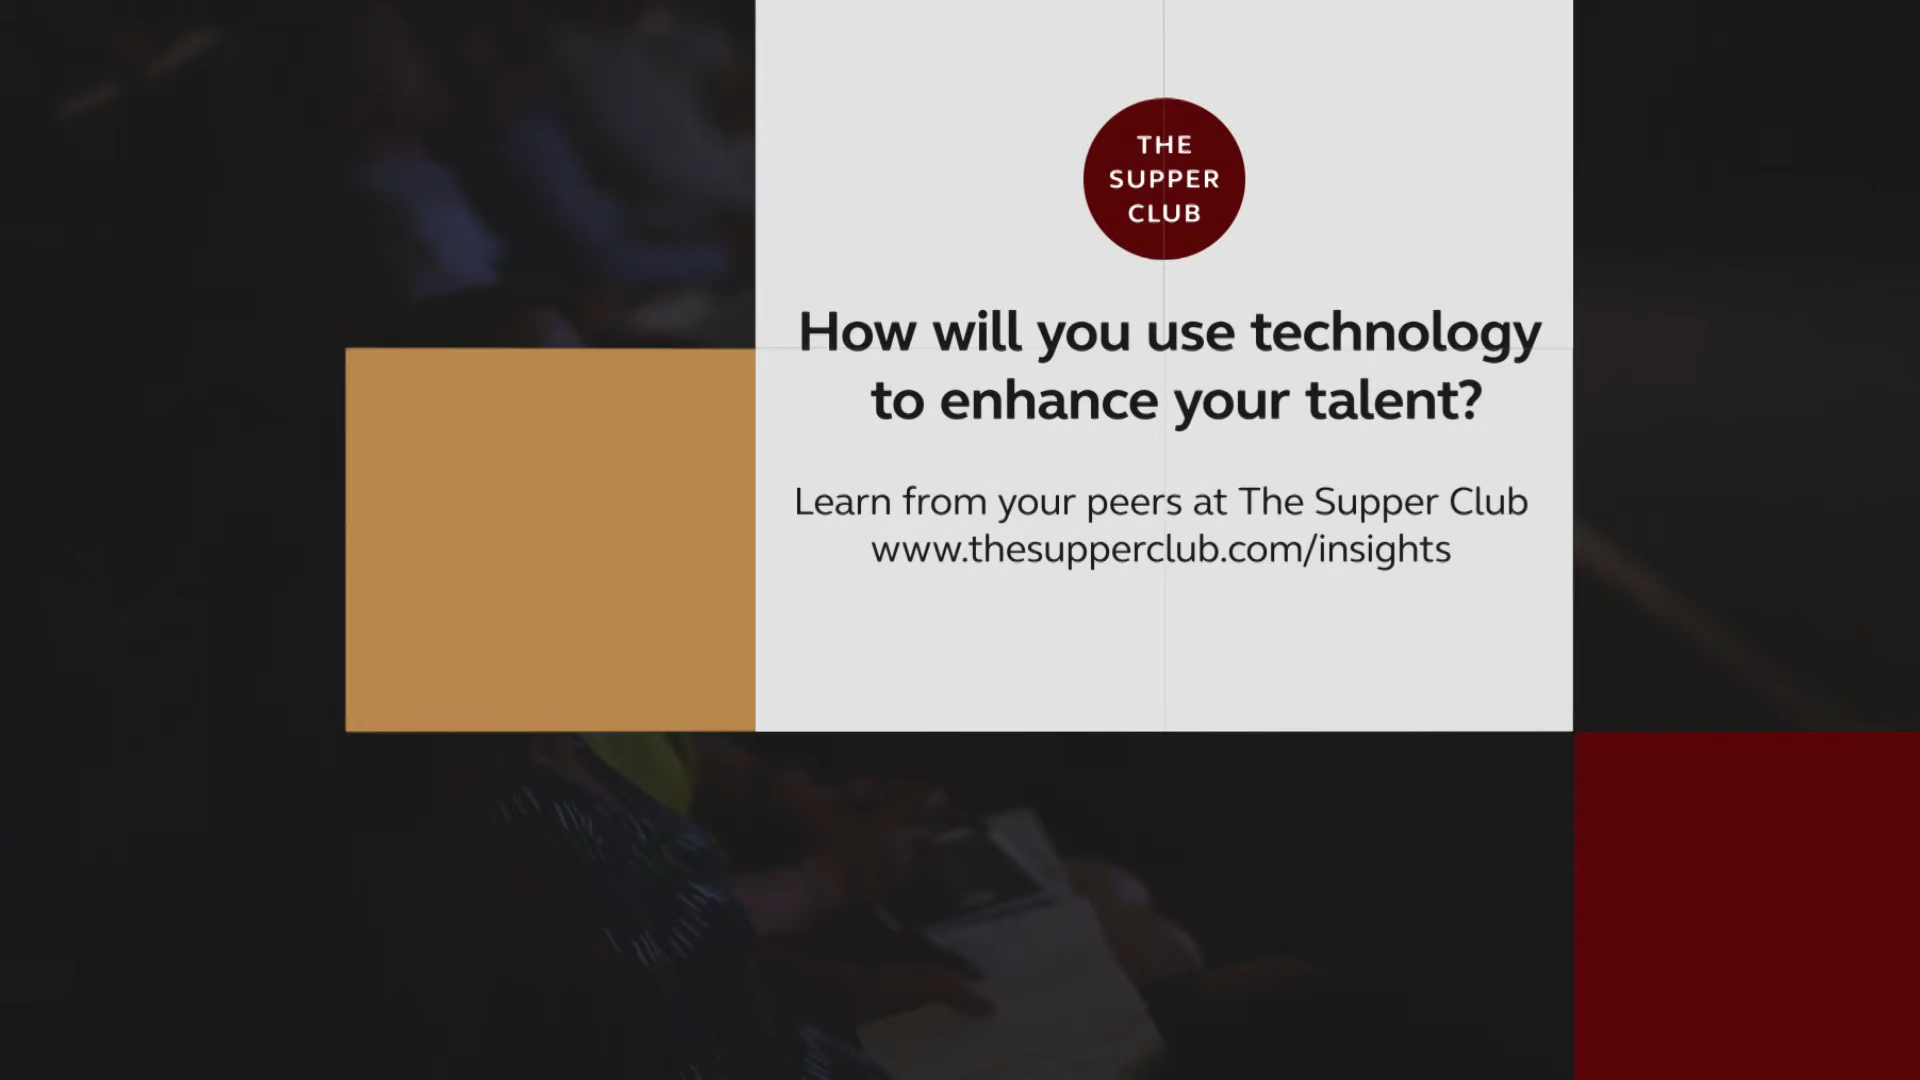 THE
SUPPER
CLUB
How will you use technology
to enhance your talent?
Learn from your peers at The Supper Club
www.thesupperclub.com/insights